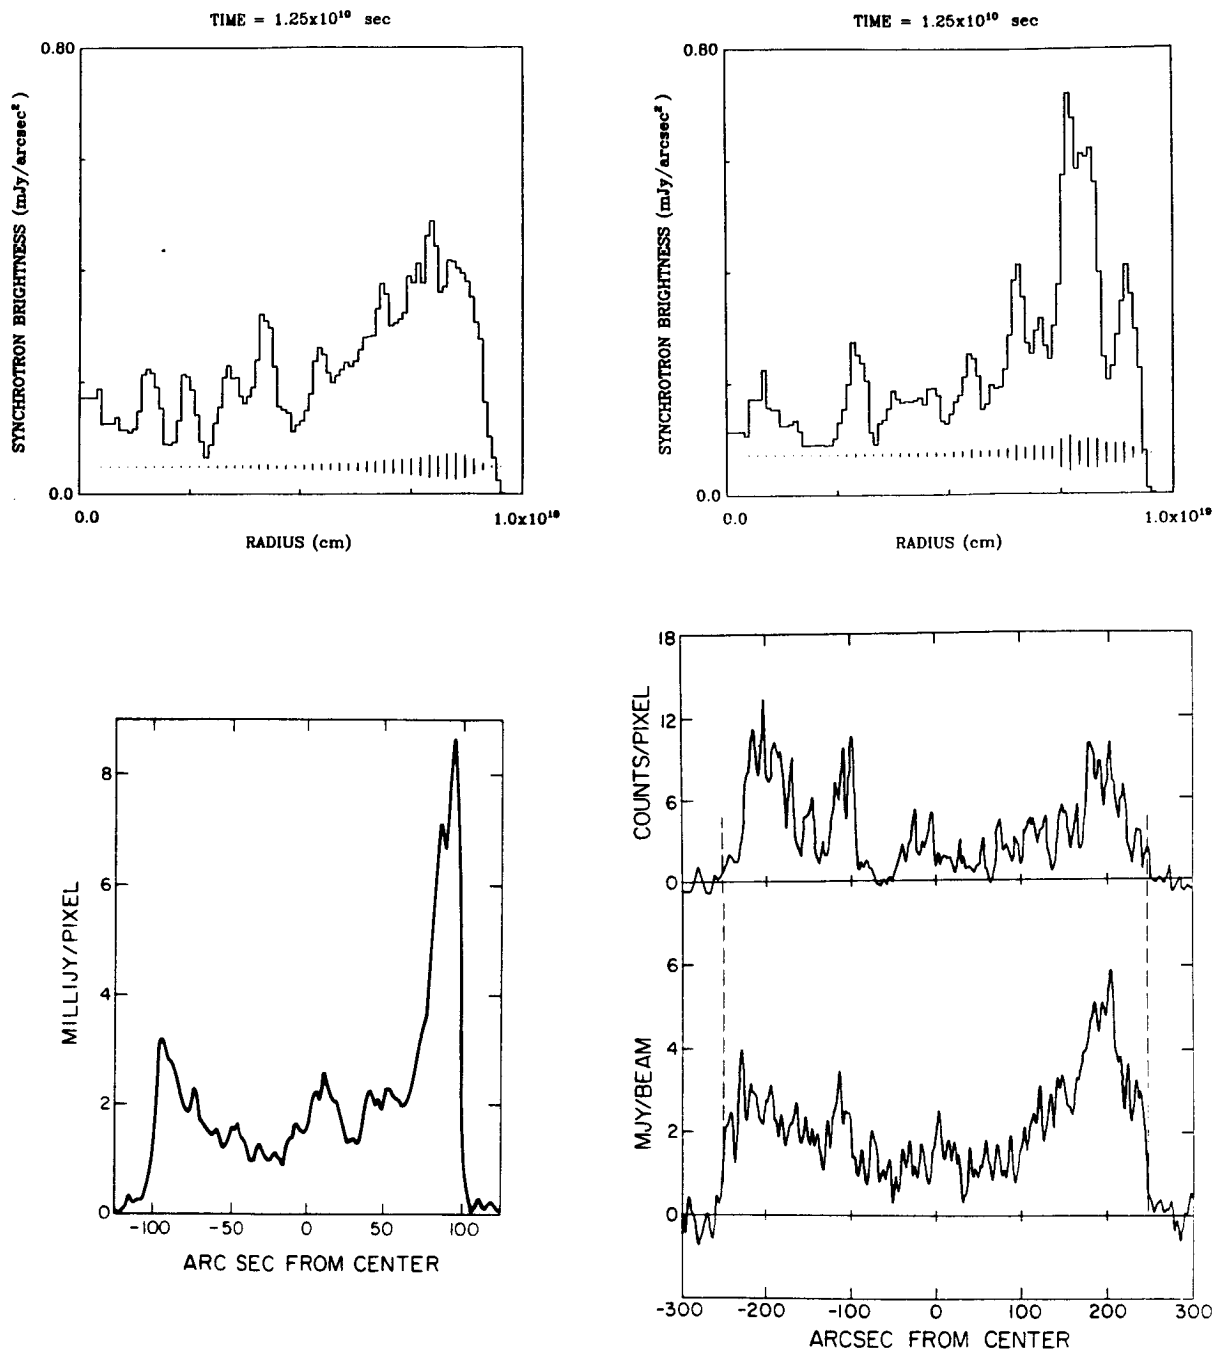 TIME = 1.25x10¹⁰ sec
0.80
SYNCHROTRON BRIGHTNESS (mJy/arcsec²)
0.0
0.0
1.0x10¹⁹
RADIUS (cm)
TIME = 1.25x10¹⁰ sec
0.80
SYNCHROTRON BRIGHTNESS (mJy/arcsec²)
0.0
0.0
1.0x10¹⁹
RADIUS (cm)
8
6
4
2
0
MILLIJY/PIXEL
-100 -50 0 50 100
ARC SEC FROM CENTER
18
12
6
0
COUNTS/PIXEL
6
4
2
0
MJY/BEAM
-300 -200 -100 0 100 200 300
ARCSEC FROM CENTER